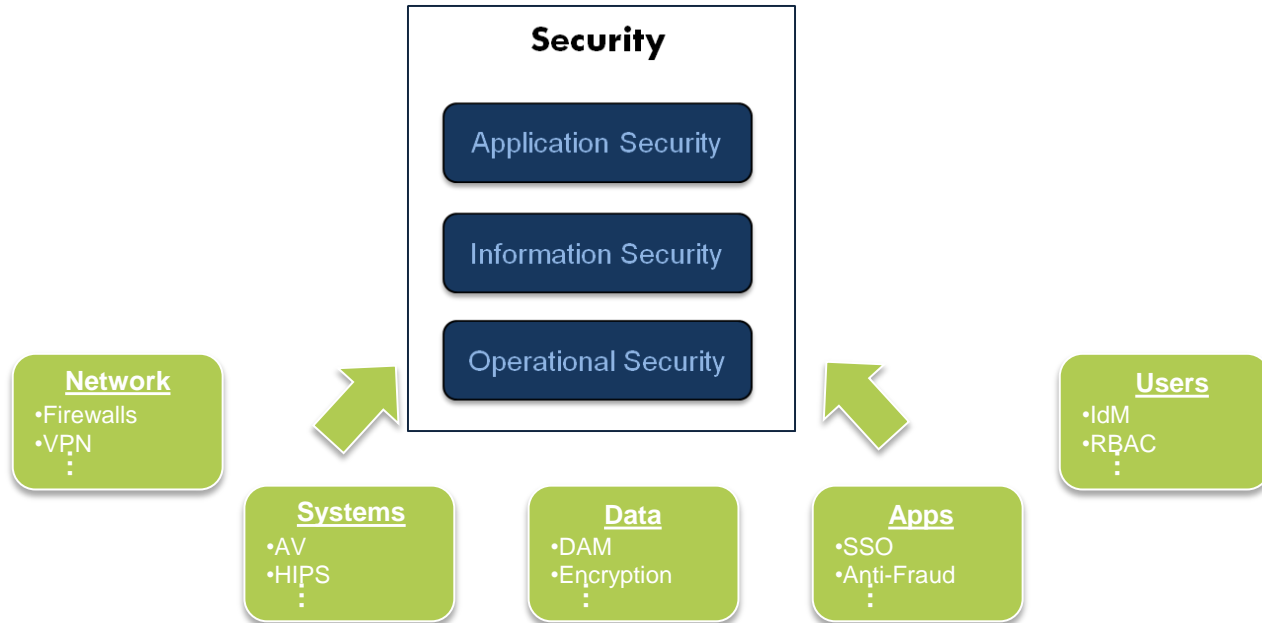 Security
Application Security
Information Security
Operational Security
Network
•Firewalls
•VPN
⋮
Users
•IdM
•RBAC
⋮
Systems
•AV
•HIPS
⋮
Data
•DAM
•Encryption
⋮
Apps
•SSO
•Anti-Fraud
⋮